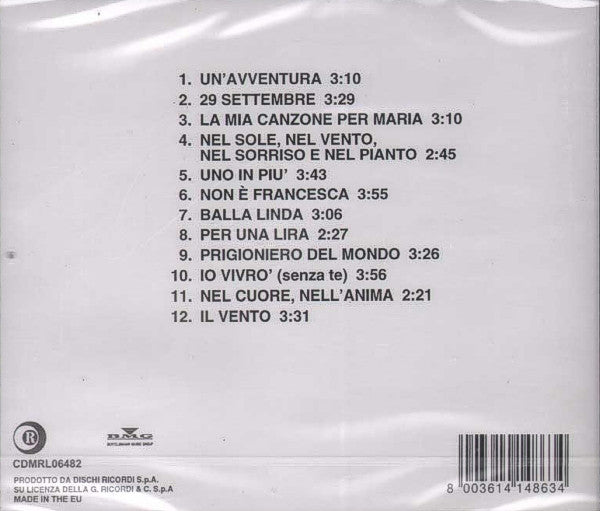 1. UN'AVVENTURA 3:10
2. 29 SETTEMBRE 3:29
3. LA MIA CANZONE PER MARIA 3:10
4. NEL SOLE, NEL VENTO,
NEL SORRISO E NEL PIANTO 2:45
5. UNO IN PIU' 3:43
6. NON È FRANCESCA 3:55
7. BALLA LINDA 3:06
8. PER UNA LIRA 2:27
9. PRIGIONIERO DEL MONDO 3:26
10. IO VIVRO' (senza te) 3:56
11. NEL CUORE, NELL'ANIMA 2:21
12. IL VENTO 3:31
R
BMG
BERTELSMANN MUSIC GROUP
CDMRL06482
PRODOTTO DA DISCHI RICORDI S.p.A.
SU LICENZA DELLA G. RICORDI & C. S.p.A
MADE IN THE EU
8 003614 148634